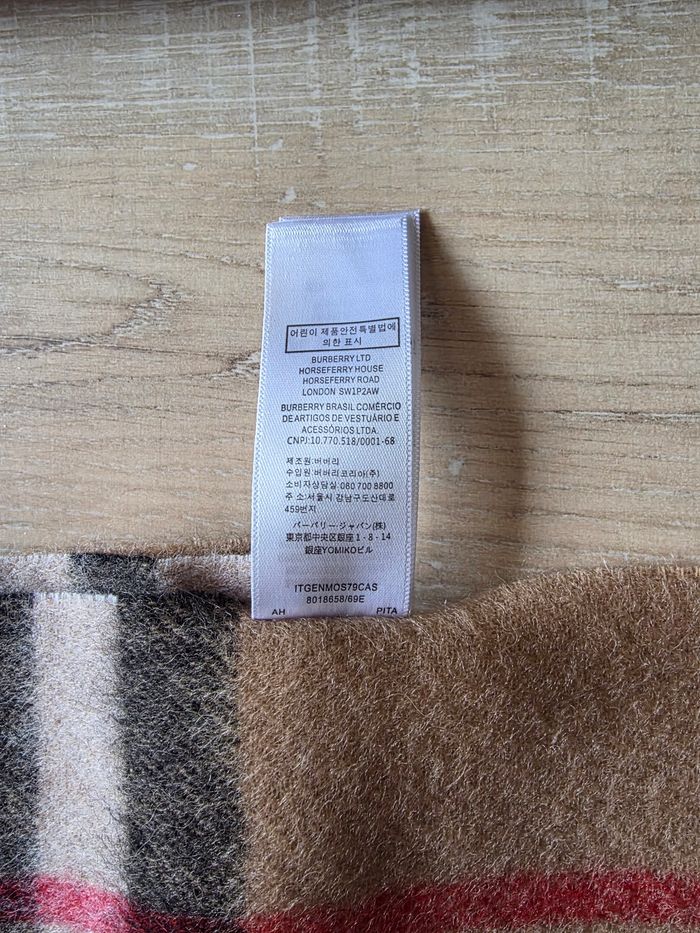 어린이 제품안전특별법에
의한 표시
BURBERRY LTD
HORSEFERRY HOUSE
HORSEFERRY ROAD
LONDON SW1P2AW
BURBERRY BRASIL COMÉRCIO
DE ARTIGOS DE VESTUÁRIO E
ACESSÓRIOS LTDA.
CNPJ:10.770.518/0001-68
제조원:버버리
수입원:버버리코리아(주)
소비자상담실 080 700 8800
주 소:서울시 강남구도산대로
459번지
バーバリー・ジャパン(株)
東京都中央区銀座1-8-14
銀座YOMIKOビル
ITGENMOS79CAS
8018658/69E
AH PITA